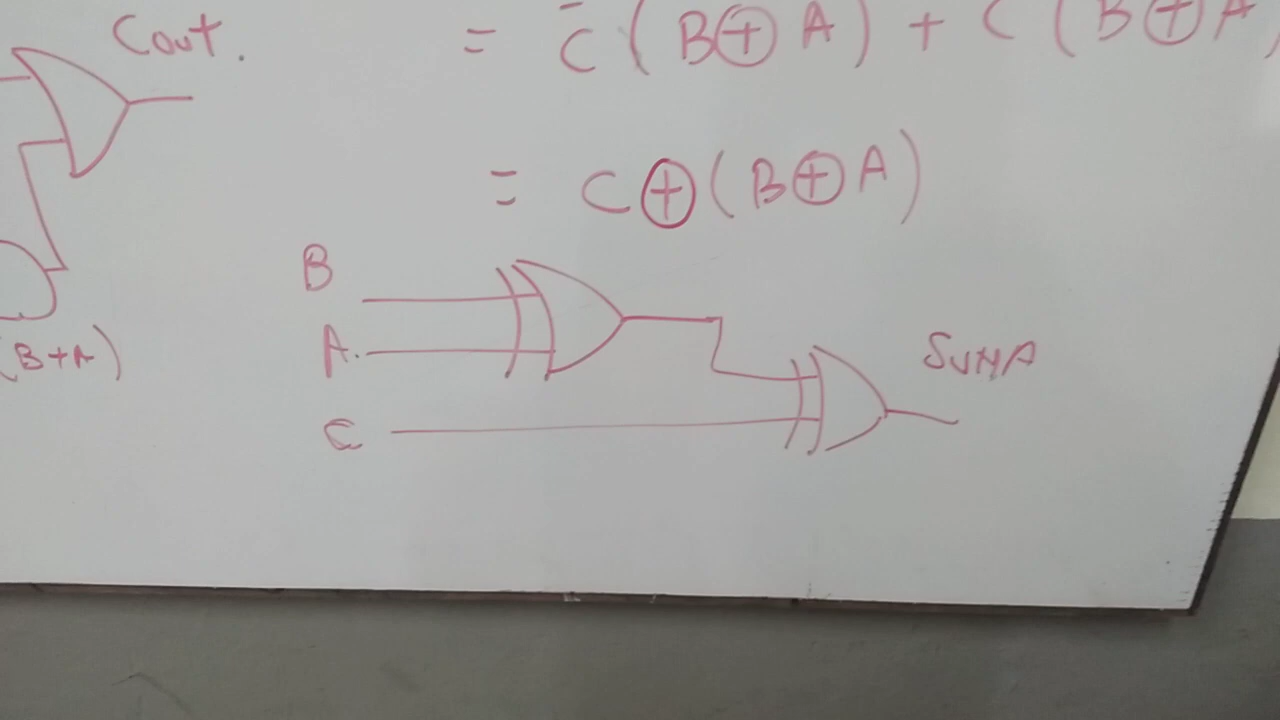 Cout.
= C̄ (B⊕A) + C (B⊕A)
= C⊕(B⊕A)
B
A.
C
SUMA
(B+A)